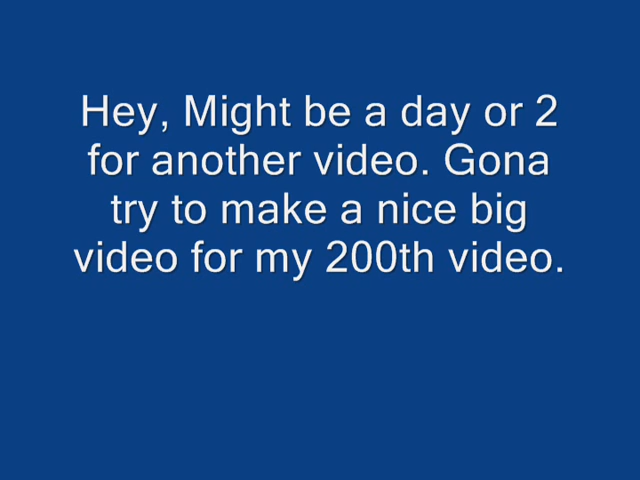 Hey, Might be a day or 2
for another video. Gona
try to make a nice big
video for my 200th video.